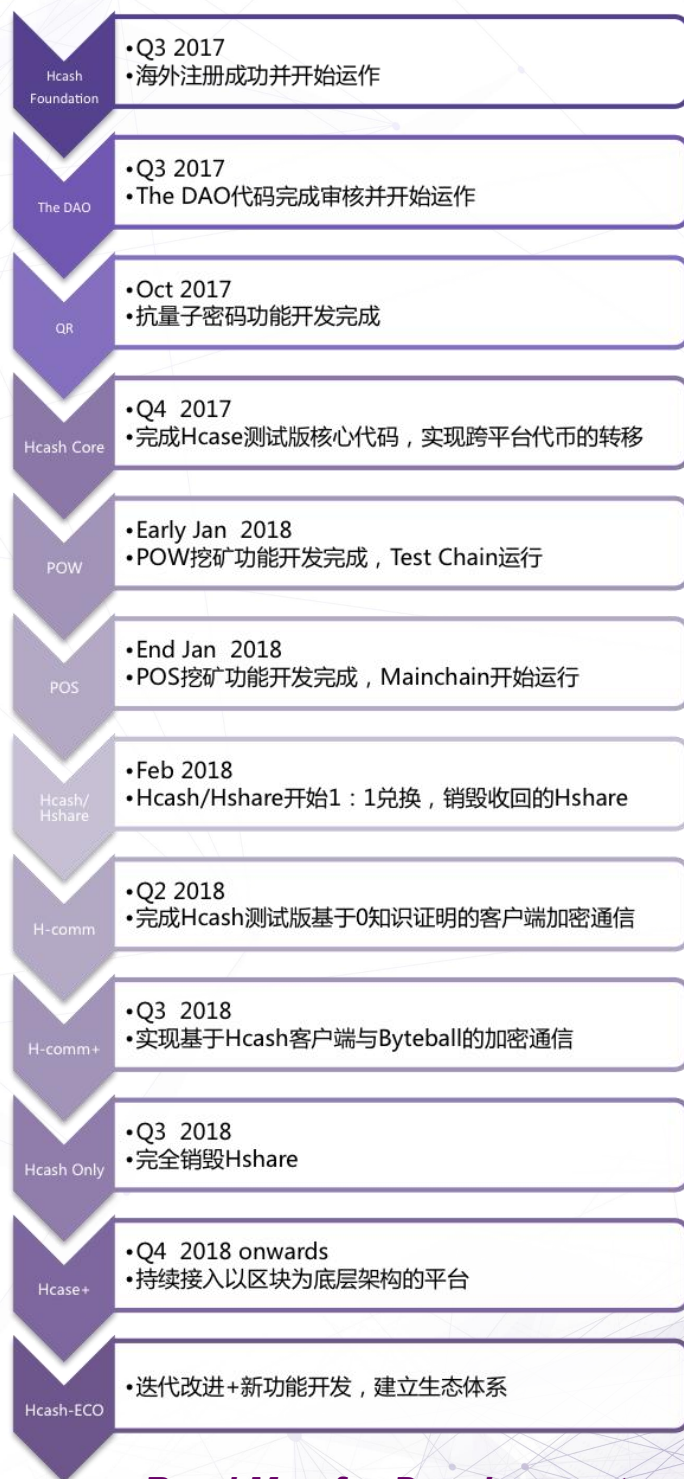 Hcash
Foundation
•Q3 2017
•海外注册成功并开始运作
The DAO
•Q3 2017
•The DAO代码完成审核并开始运作
QR
•Oct 2017
•抗量子密码功能开发完成
Hcash Core
•Q4 2017
•完成Hcase测试版核心代码，实现跨平台代币的转移
POW
•Early Jan 2018
•POW挖矿功能开发完成，Test Chain运行
POS
•End Jan 2018
•POS挖矿功能开发完成，Mainchain开始运行
Hcash/
Hshare
•Feb 2018
•Hcash/Hshare开始1：1兑换，销毁收回的Hshare
H-comm
•Q2 2018
•完成Hcash测试版基于0知识证明的客户端加密通信
H-comm+
•Q3 2018
•实现基于Hcash客户端与Byteball的加密通信
Hcash Only
•Q3 2018
•完全销毁Hshare
Hcase+
•Q4 2018 onwards
•持续接入以区块为底层架构的平台
Hcash-ECO
•迭代改进+新功能开发，建立生态体系